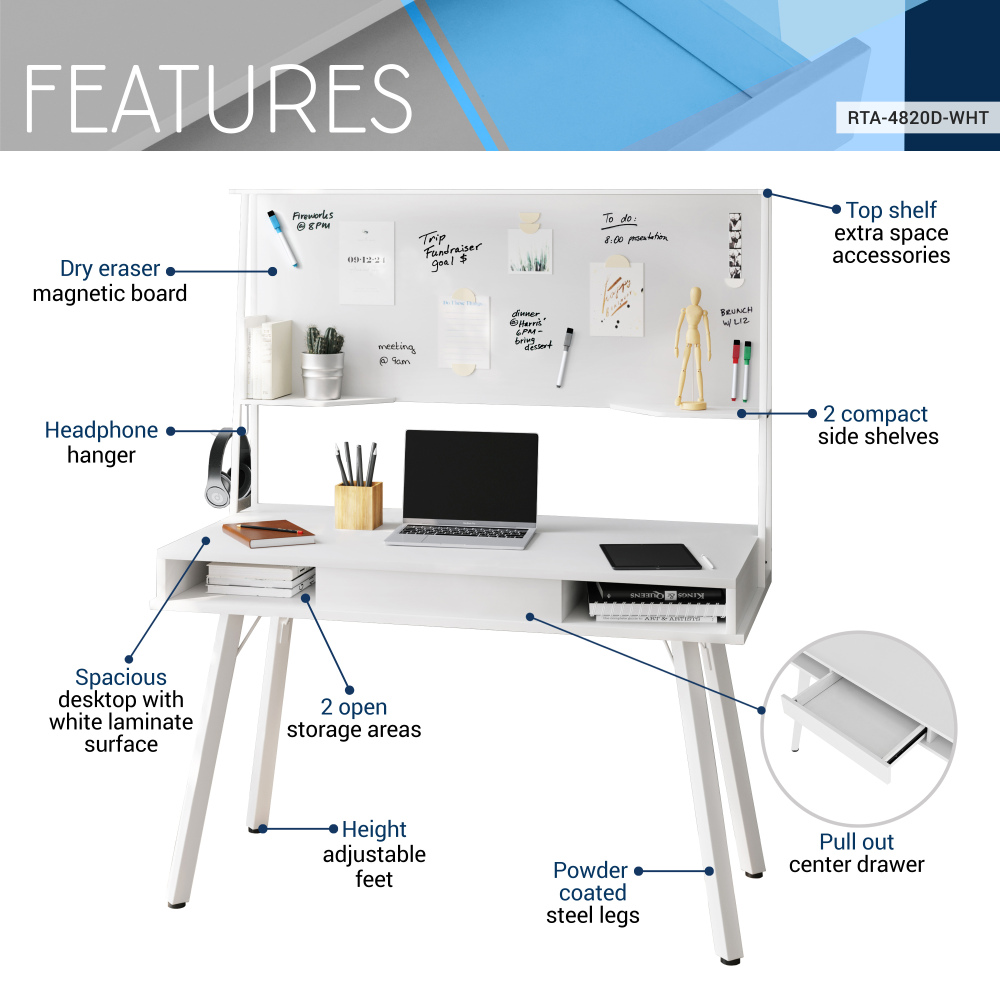 FEATURES
RTA-4820D-WHT
Top shelf
extra space
accessories
Dry eraser
magnetic board
Fireworks
@ 8PM
09·12·21
Trip
Fundraiser
goal $
To do:
8:00 presentation
meeting
@ 9am
dinner
@Harris'
6PM-
bring
dessert
BRUNCH
W/ LIZ
Headphone
hanger
2 compact
side shelves
KINGS & QUEENS
Spacious
desktop with
white laminate
surface
2 open
storage areas
Height
adjustable
feet
Powder
coated
steel legs
Pull out
center drawer